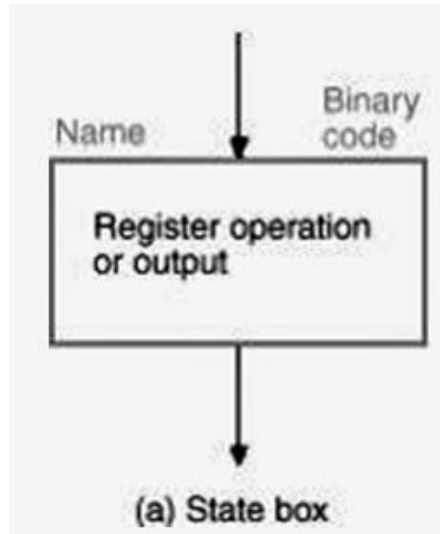 Binary
Name code
Register operation
or output
(a) State box